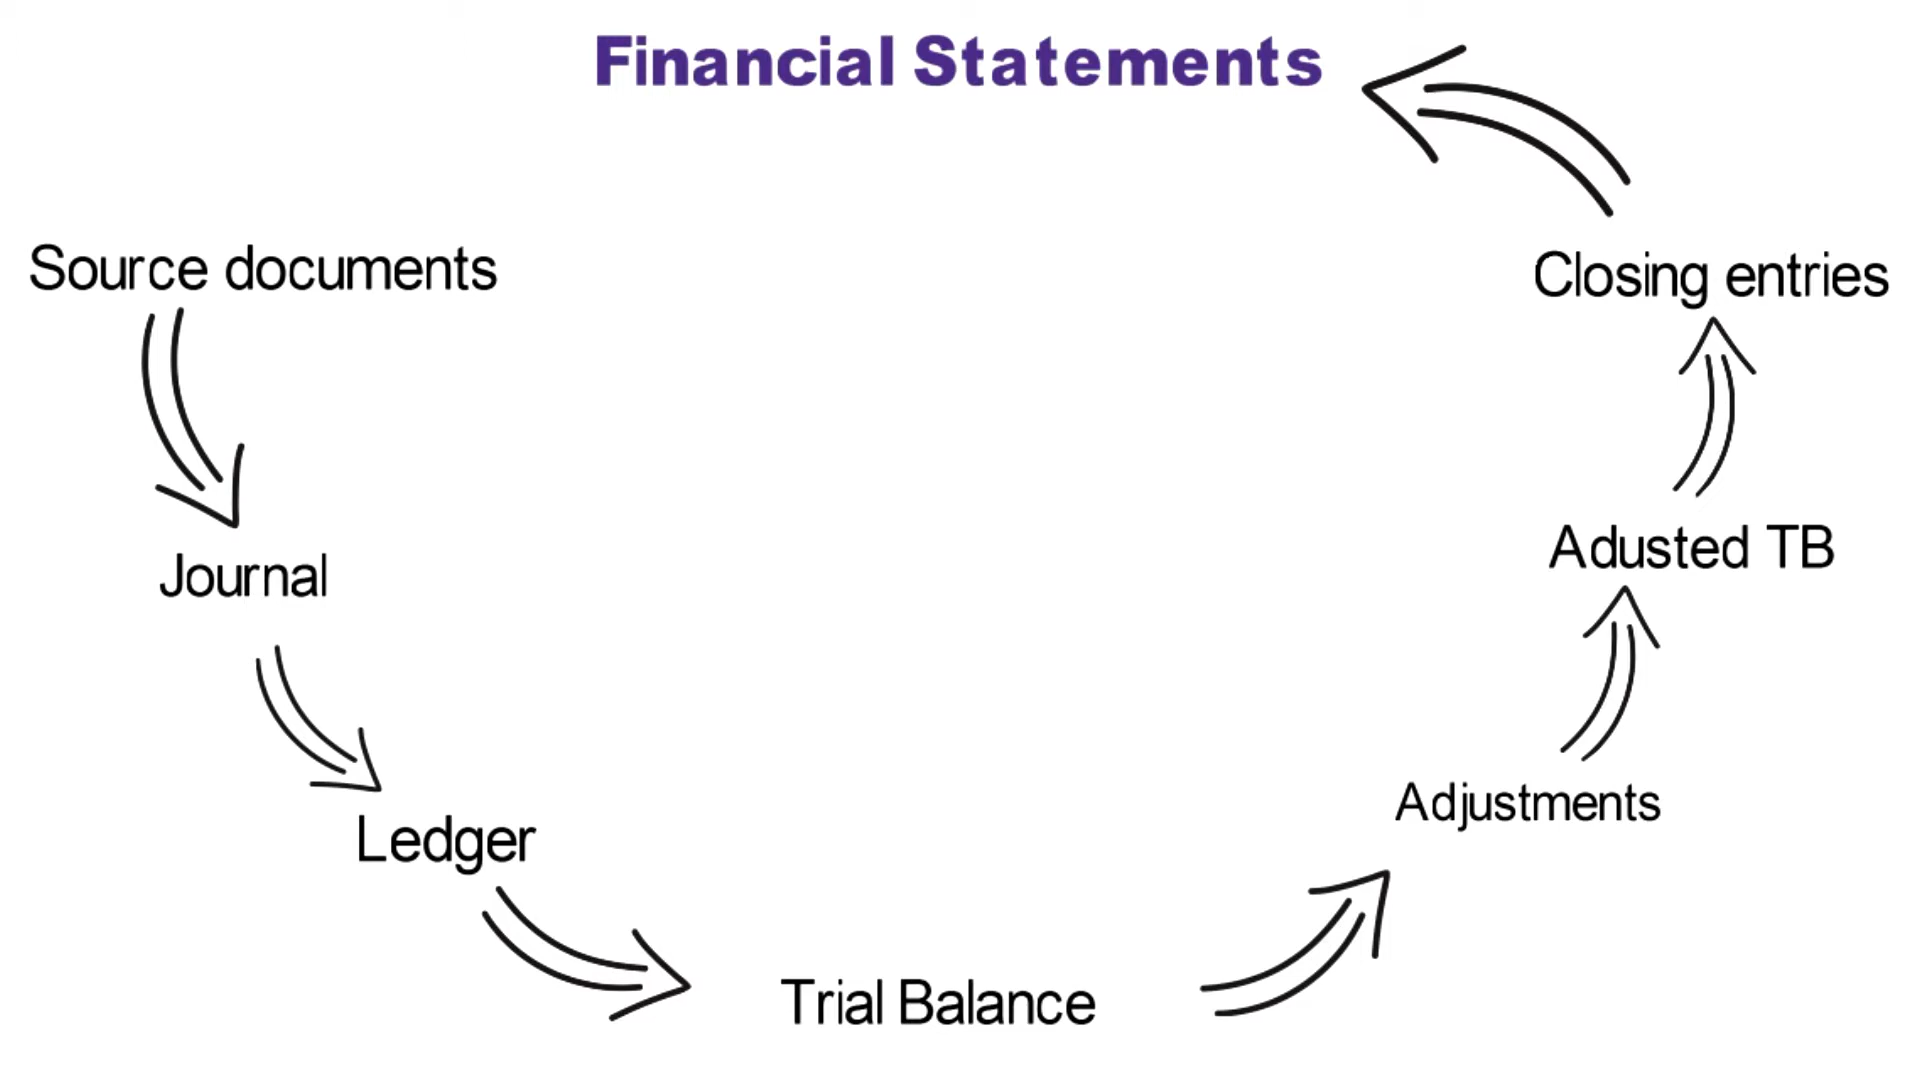 Financial Statements
Source documents
Closing entries
Journal
Adusted TB
Ledger
Adjustments
Trial Balance